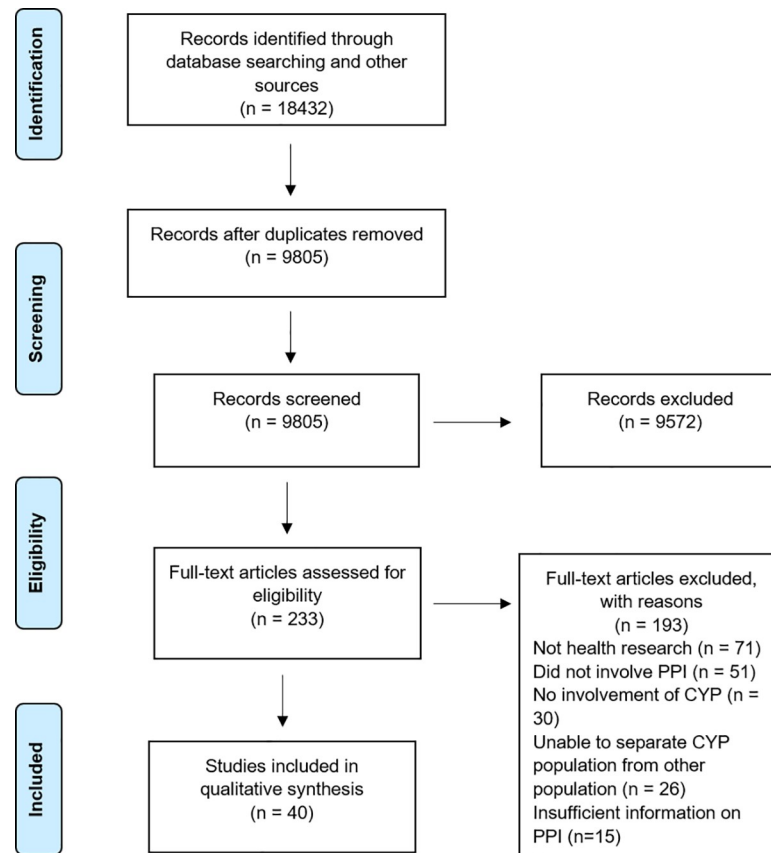 Identification
Records identified through
database searching and other
sources
(n = 18432)
Records after duplicates removed
(n = 9805)
Screening
Records screened
(n = 9805)
Records excluded
(n = 9572)
Eligibility
Full-text articles assessed for
eligibility
(n = 233)
Full-text articles excluded,
with reasons
(n = 193)
Not health research (n = 71)
Did not involve PPI (n = 51)
No involvement of CYP (n =
30)
Unable to separate CYP
population from other
population (n = 26)
Insufficient information on
PPI (n=15)
Included
Studies included in
qualitative synthesis
(n = 40)